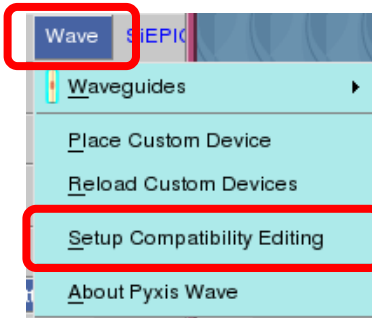 Wave SiEPIC
Waveguides
Place Custom Device
Reload Custom Devices
Setup Compatibility Editing
About Pyxis Wave